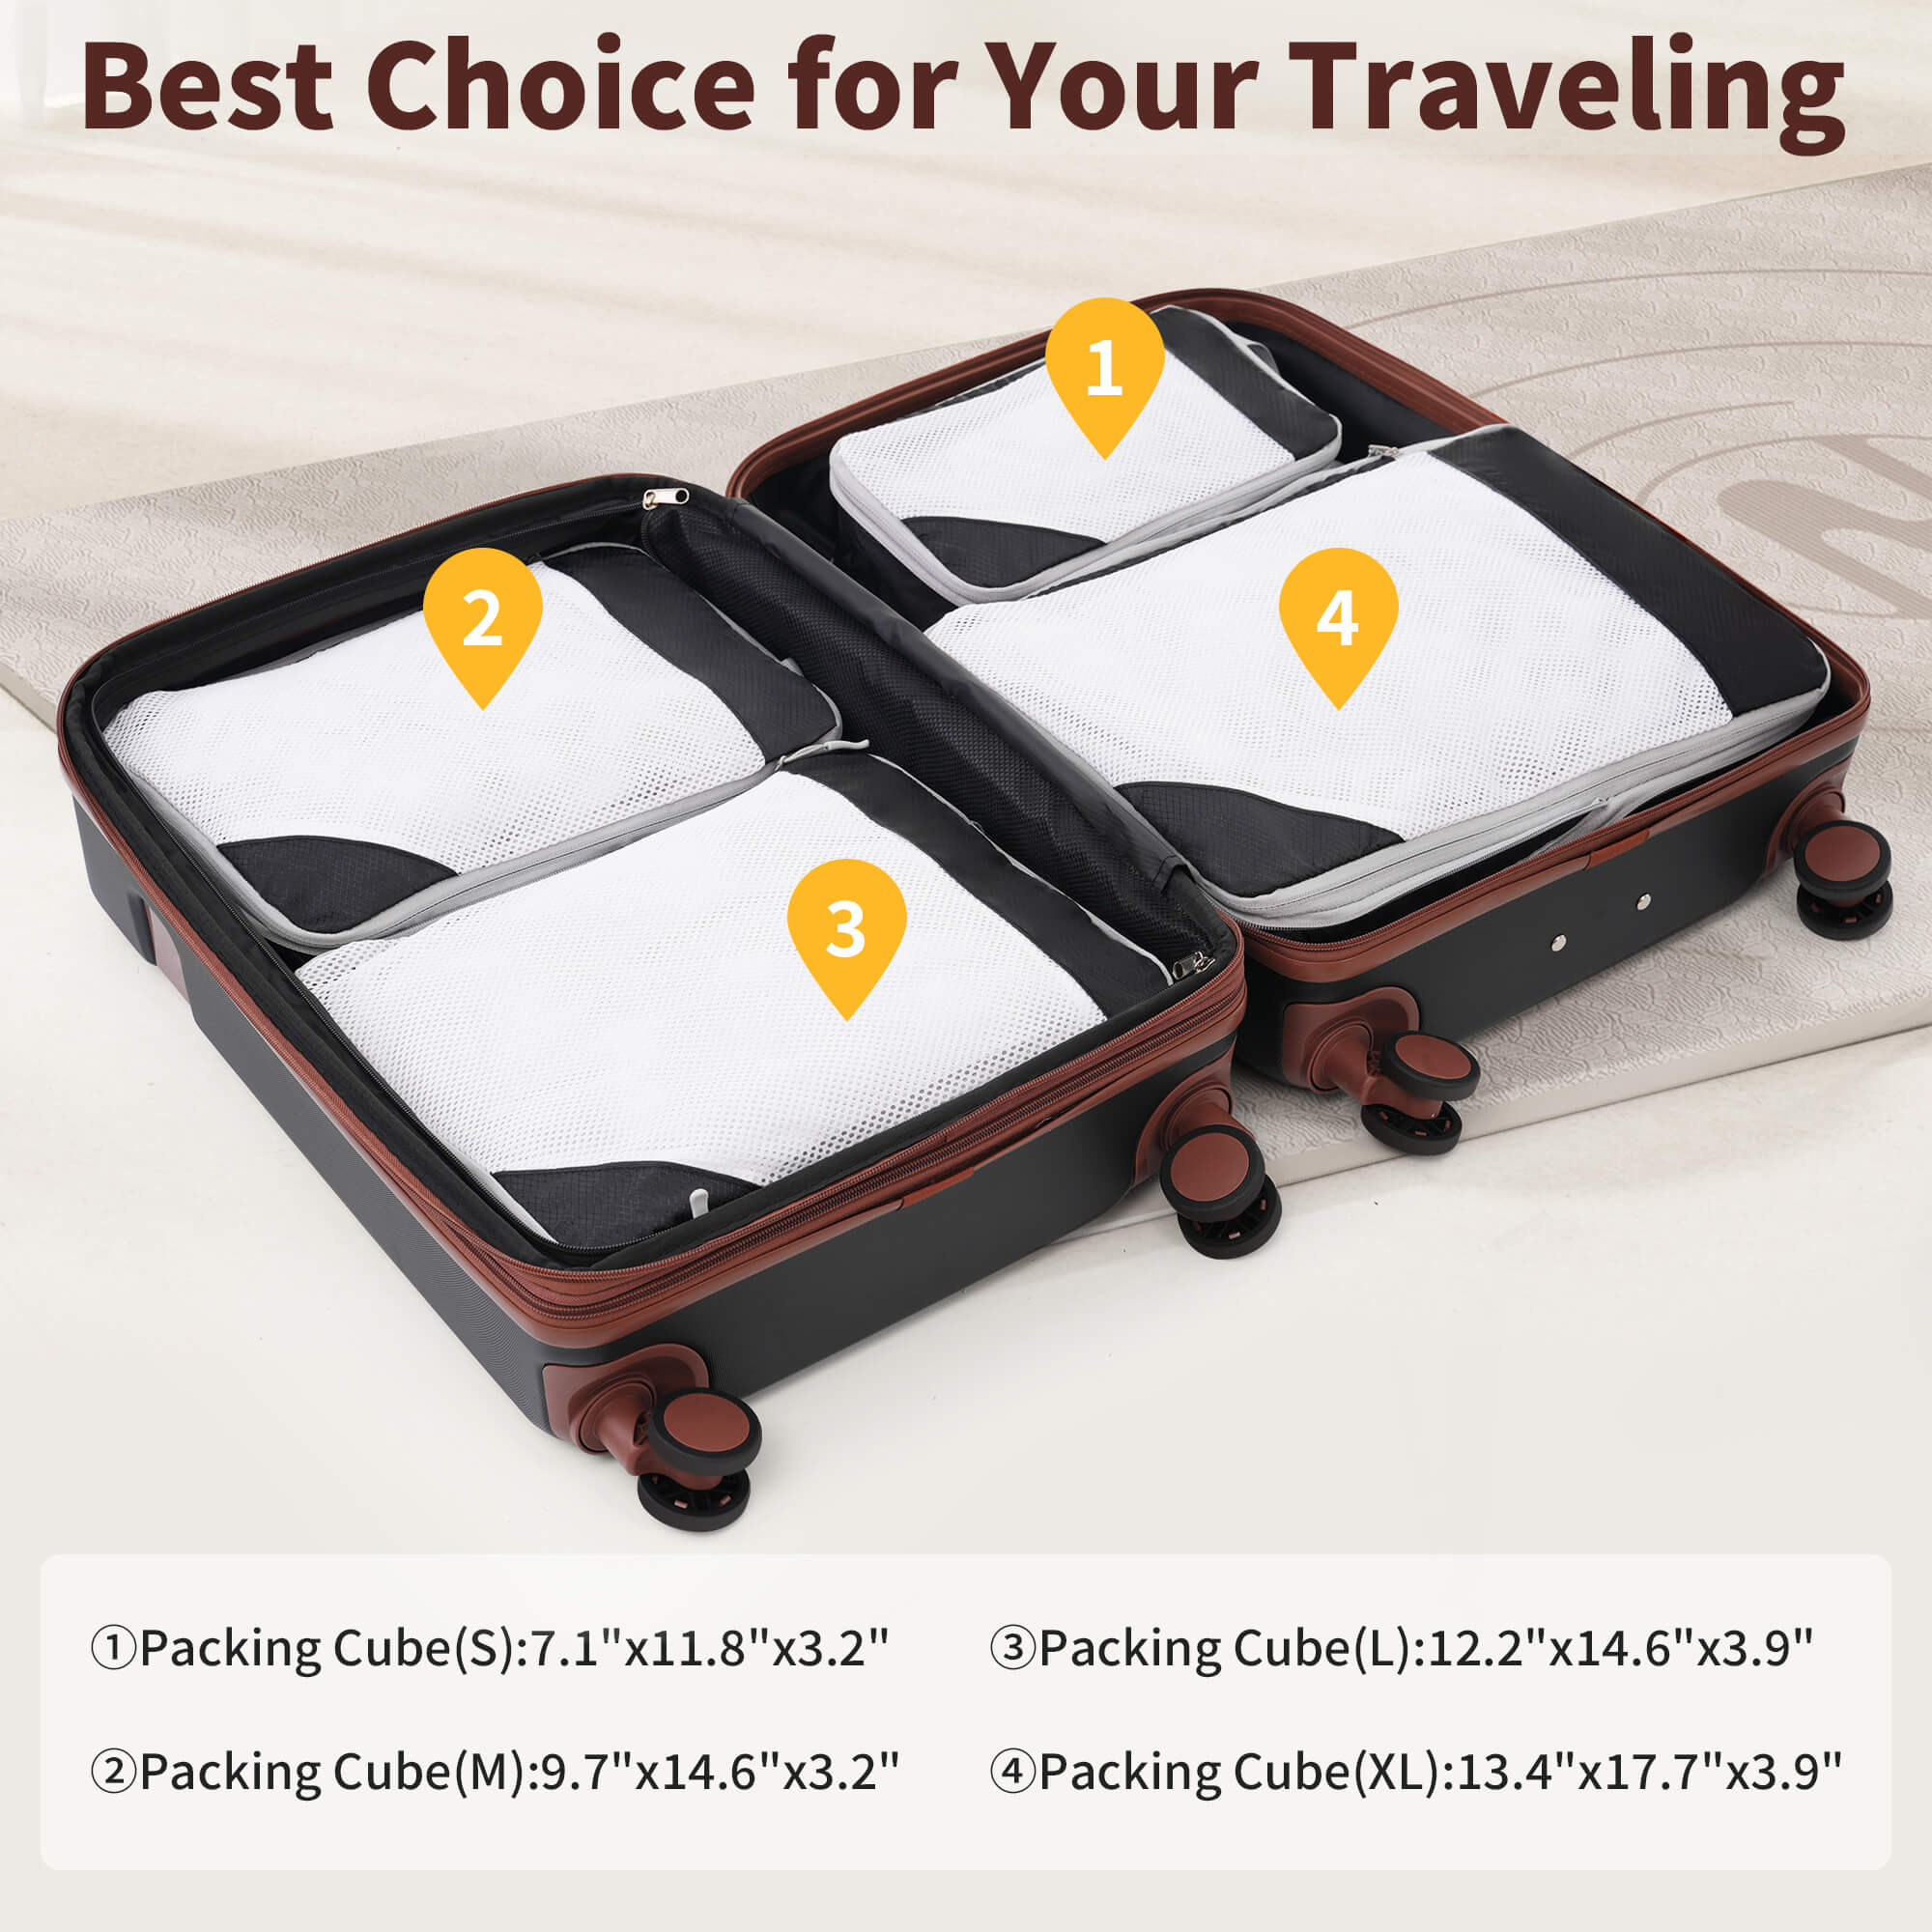 Best Choice for Your Traveling
1
2
4
3
①Packing Cube(S):7.1"x11.8"x3.2"
③Packing Cube(L):12.2"x14.6"x3.9"
②Packing Cube(M):9.7"x14.6"x3.2"
④Packing Cube(XL):13.4"x17.7"x3.9"